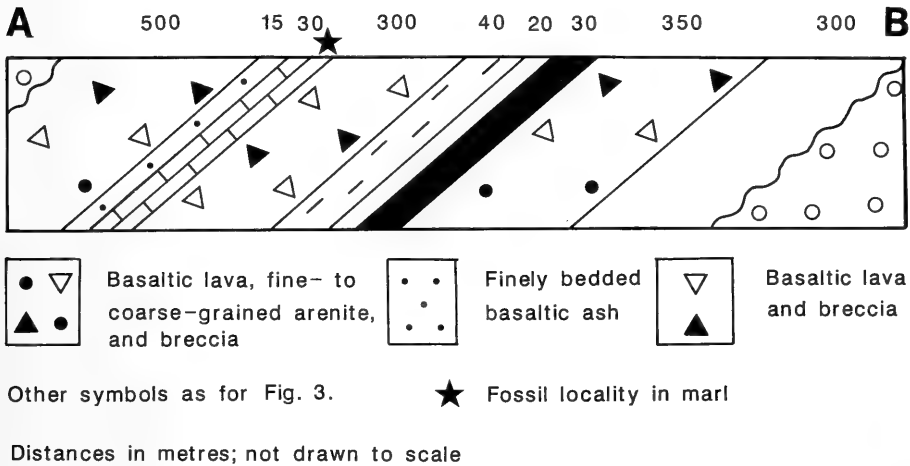 A 500 15 30 300 40 20 30 350 300 B
Basaltic lava, fine- to
coarse-grained arenite,
and breccia
Finely bedded
basaltic ash
Basaltic lava
and breccia
Other symbols as for Fig. 3.
Fossil locality in marl
Distances in metres; not drawn to scale